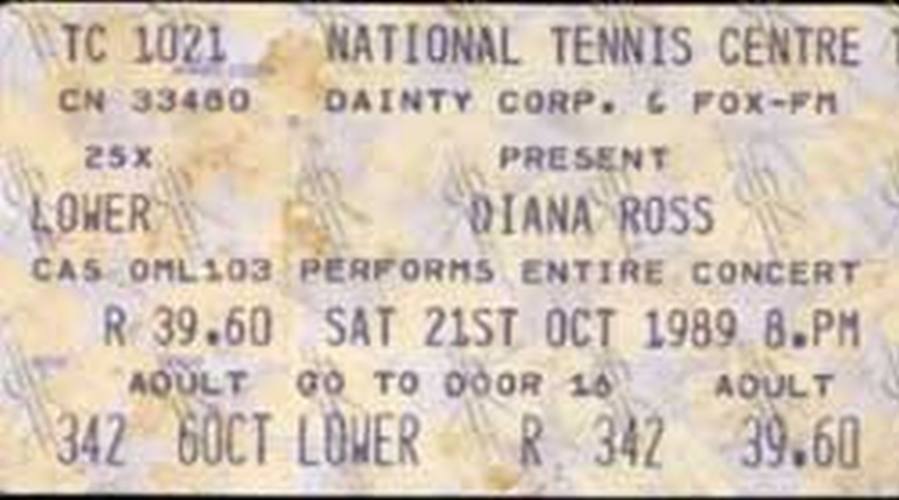 TC 1021 NATIONAL TENNIS CENTRE
CN 33480 DAINTY CORP. & FOX-FM
25X PRESENT
LOWER DIANA ROSS
CAS OML103 PERFORMS ENTIRE CONCERT
R 39.60 SAT 21ST OCT 1989 8.PM
ADULT GO TO DOOR 16 ADULT
342 6OCT LOWER R 342 39.60